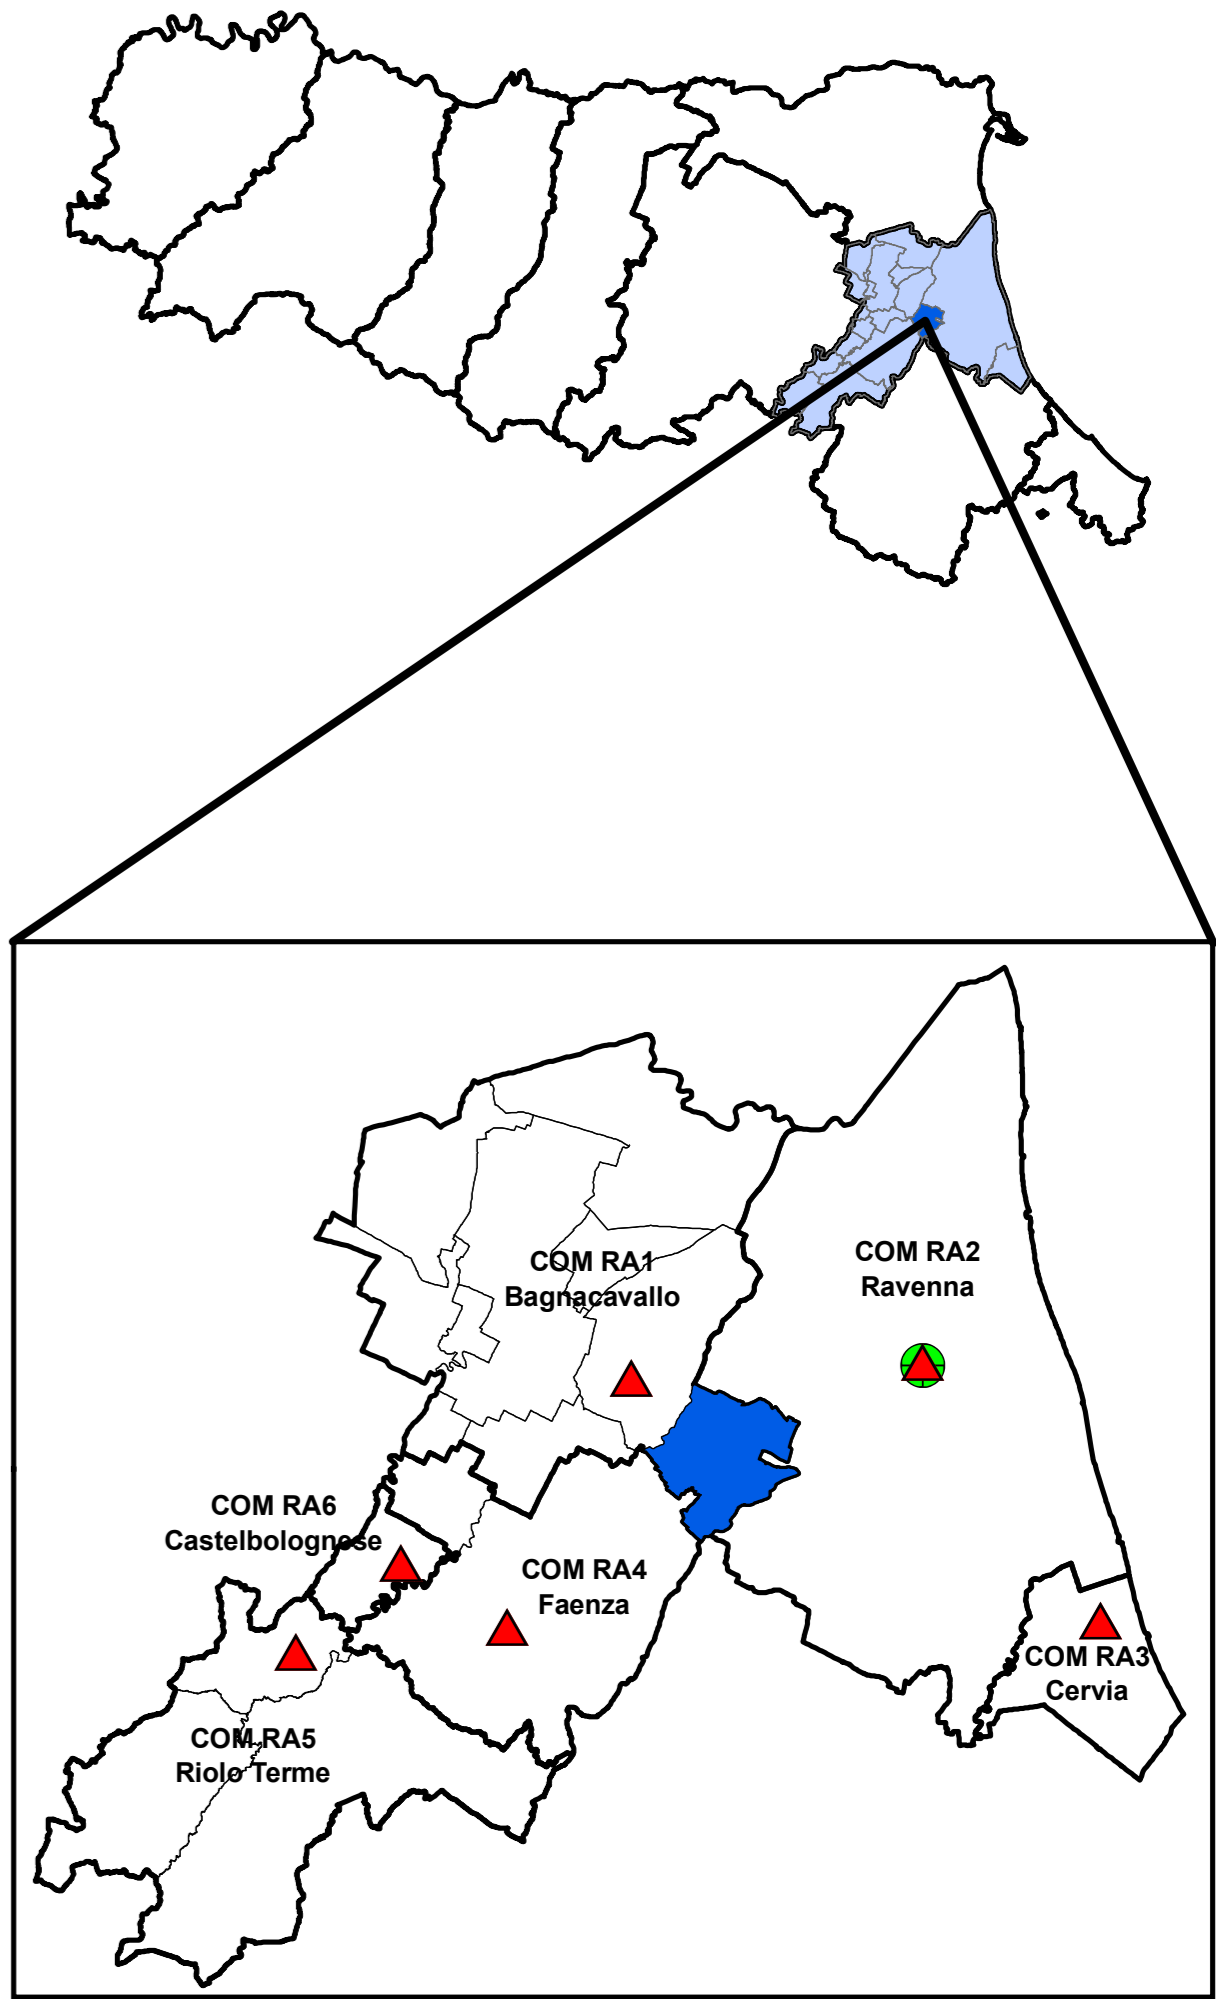 COM RA1
Bagnacavallo
COM RA2
Ravenna
COM RA6
Castelbolognese
COM RA4
Faenza
COM RA3
Cervia
COM RA5
Riolo Terme